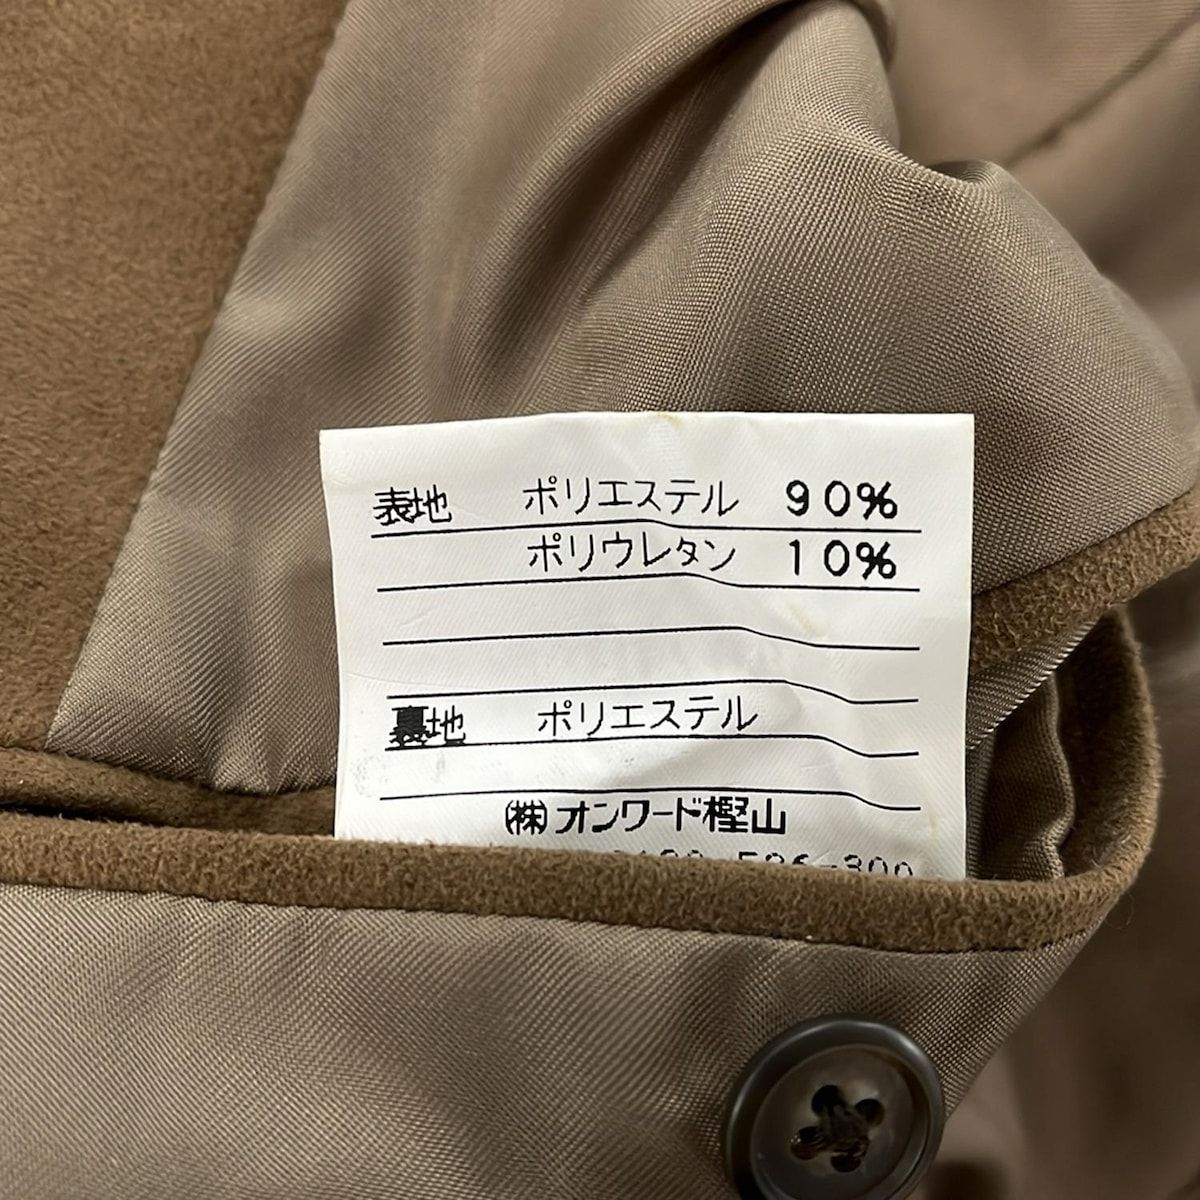 表地 ポリエステル 90%
ポリウレタン 10%
裏地 ポリエステル
(株)オンワード樫山